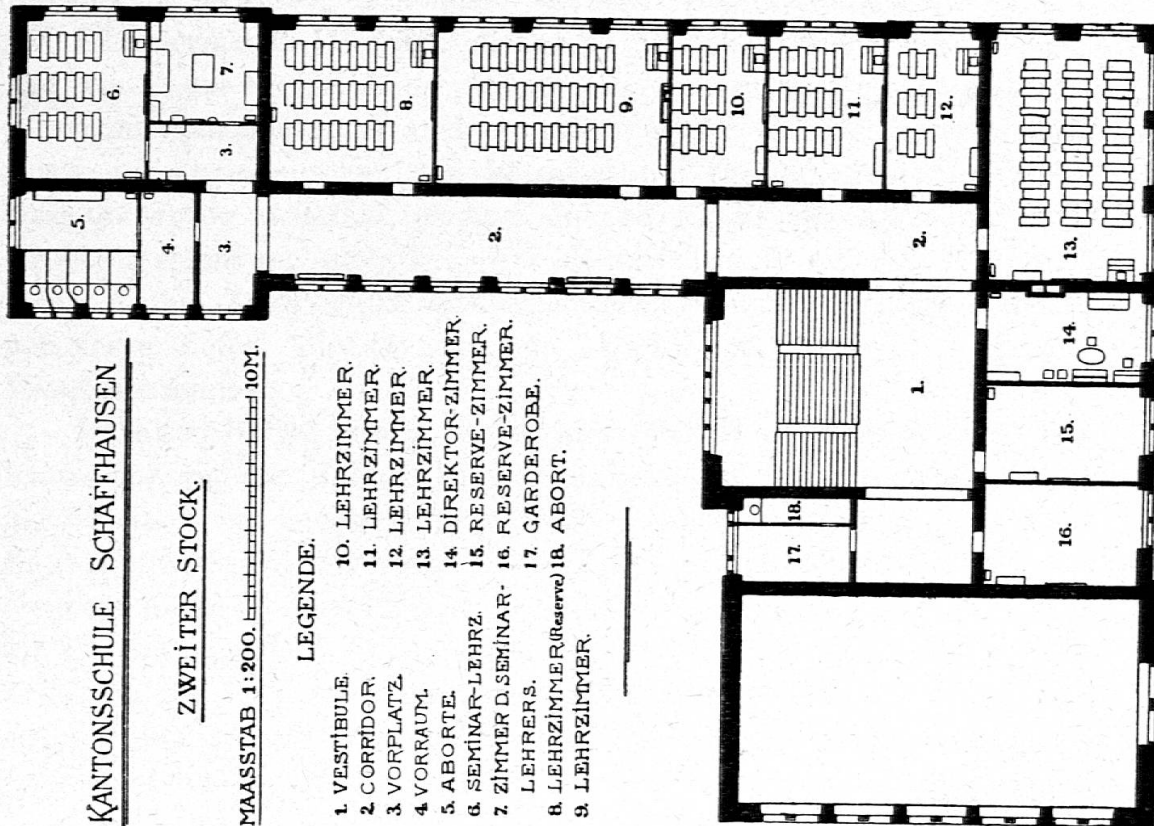 KANTONSSCHULE SCHAFFHAUSEN
ZWEITER STOCK.
MAASSTAB 1:200. 10M.
LEGENDE.
1. VESTIBULE.
2. CORRIDOR.
3. VORPLATZ.
4. VORRAUM.
5. ABORTE.
6. SEMINAR-LEHRZ.
7. ZIMMER D. SEMINAR-
LEHRERS.
8. LEHRZIMMER (Reserve)
9. LEHRZIMMER.
10. LEHRZIMMER.
11. LEHRZIMMER.
12. LEHRZIMMER.
13. LEHRZIMMER.
14. DIREKTOR-ZIMMER.
15. RESERVE-ZIMMER.
16. RESERVE-ZIMMER.
17. GARDEROBE.
18. ABORT.
5.
4.
3.
6.
3.
7.
2.
8.
9.
10.
2.
11.
12.
17.
18.
1.
13.
16.
15.
14.